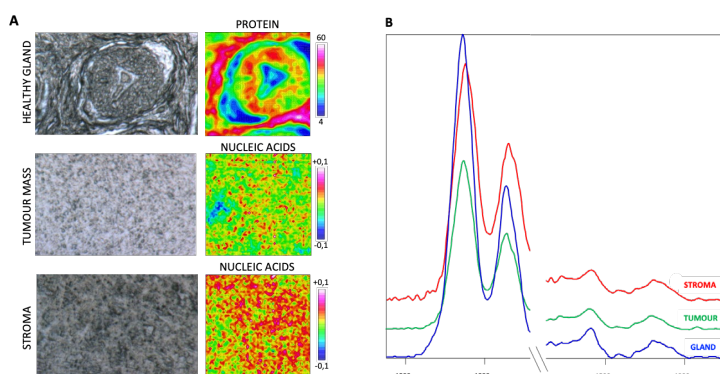 A
B
PROTEIN
HEALTHY GLAND
60
4
NUCLEIC ACIDS
TUMOUR MASS
+0,1
-0,1
NUCLEIC ACIDS
STROMA
+0,1
-0,1
STROMA
TUMOUR
GLAND